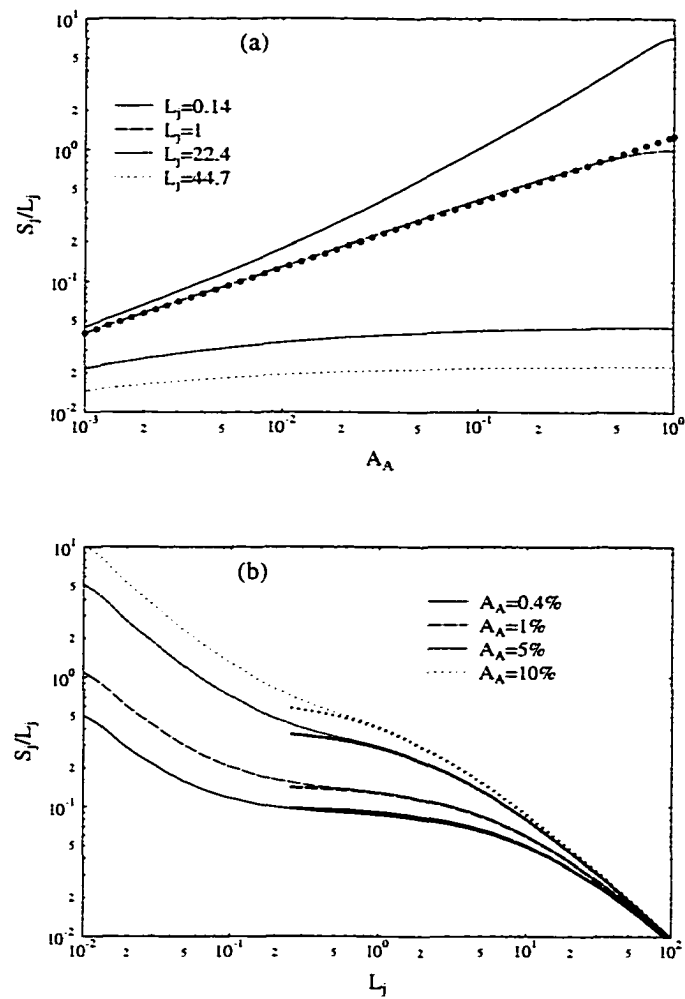 (a)
10^1
5
2
10^0
5
2
10^-1
5
2
10^-2
S_j/L_j
L_j=0.14
L_j=1
L_j=22.4
L_j=44.7
10^-3 2 5 10^-2 2 5 10^-1 2 5 10^0
A_A
(b)
10^1
5
2
10^0
5
2
10^-1
5
2
10^-2
S_j/L_j
A_A=0.4%
A_A=1%
A_A=5%
A_A=10%
10^-2 2 5 10^-1 2 5 10^0 2 5 10^1 2 5 10^2
L_j